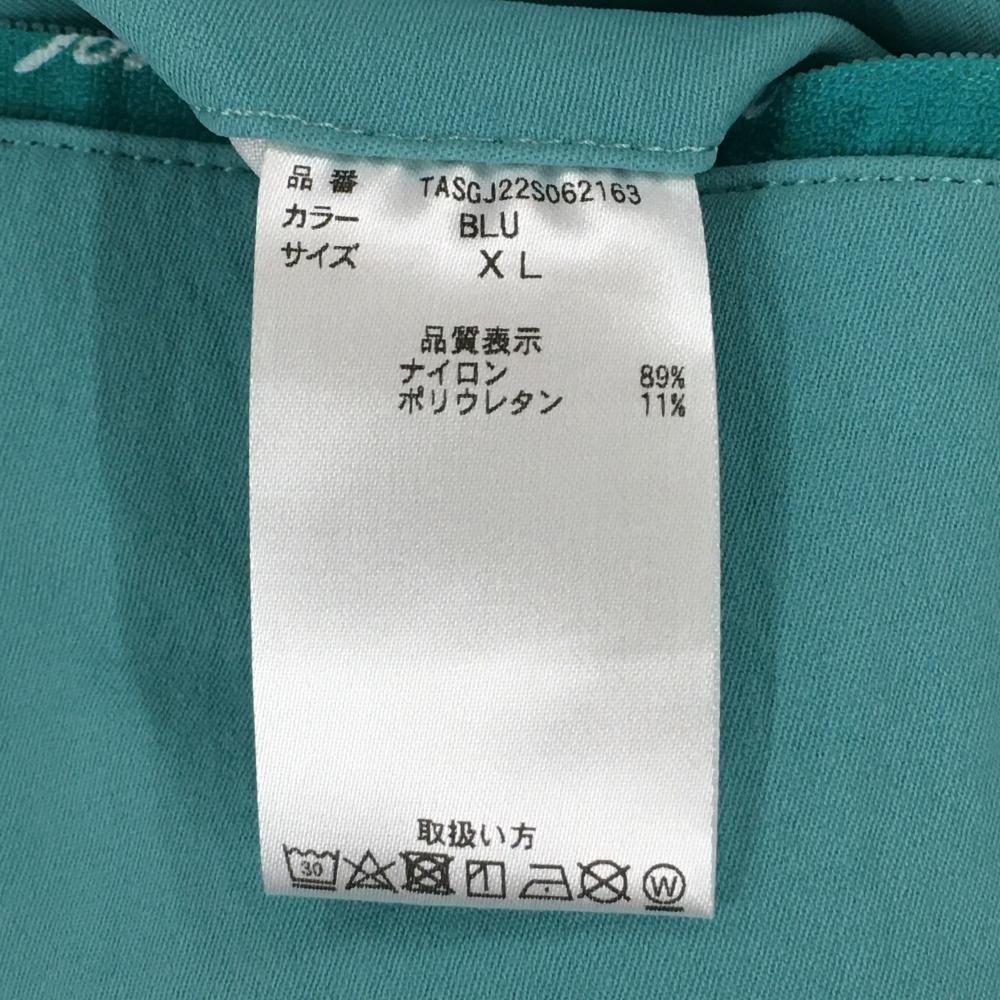 品番 TASGJ22S062163
カラー BLU
サイズ XL
品質表示
ナイロン 89%
ポリウレタン 11%
取扱い方
30
W